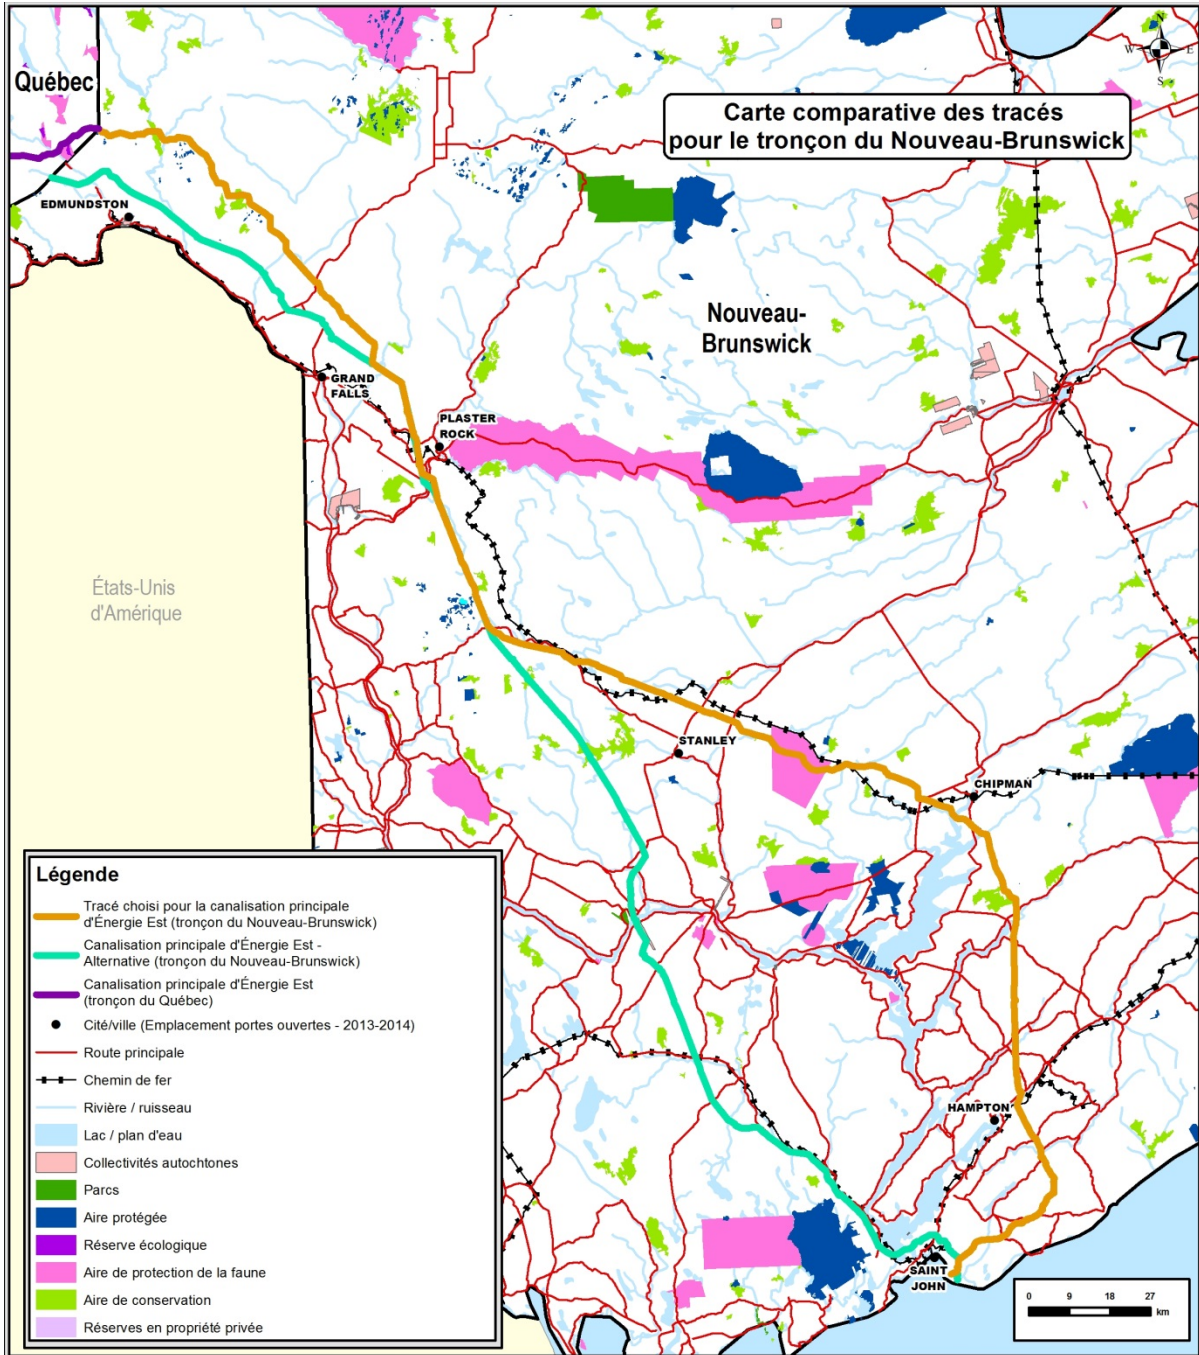 Québec
N
W
E
S
Carte comparative des tracés
pour le tronçon du Nouveau-Brunswick
EDMUNDSTON
Nouveau-
Brunswick
GRAND
FALLS
PLASTER
ROCK
États-Unis
d'Amérique
STANLEY
CHIPMAN
HAMPTON
SAINT
JOHN
Légende
Tracé choisi pour la canalisation principale
d'Énergie Est (tronçon du Nouveau-Brunswick)
Canalisation principale d'Énergie Est -
Alternative (tronçon du Nouveau-Brunswick)
Canalisation principale d'Énergie Est
(tronçon du Québec)
Cité/ville (Emplacement portes ouvertes - 2013-2014)
Route principale
Chemin de fer
Rivière / ruisseau
Lac / plan d'eau
Collectivités autochtones
Parcs
Aire protégée
Réserve écologique
Aire de protection de la faune
Aire de conservation
Réserves en propriété privée
0 9 18 27
km